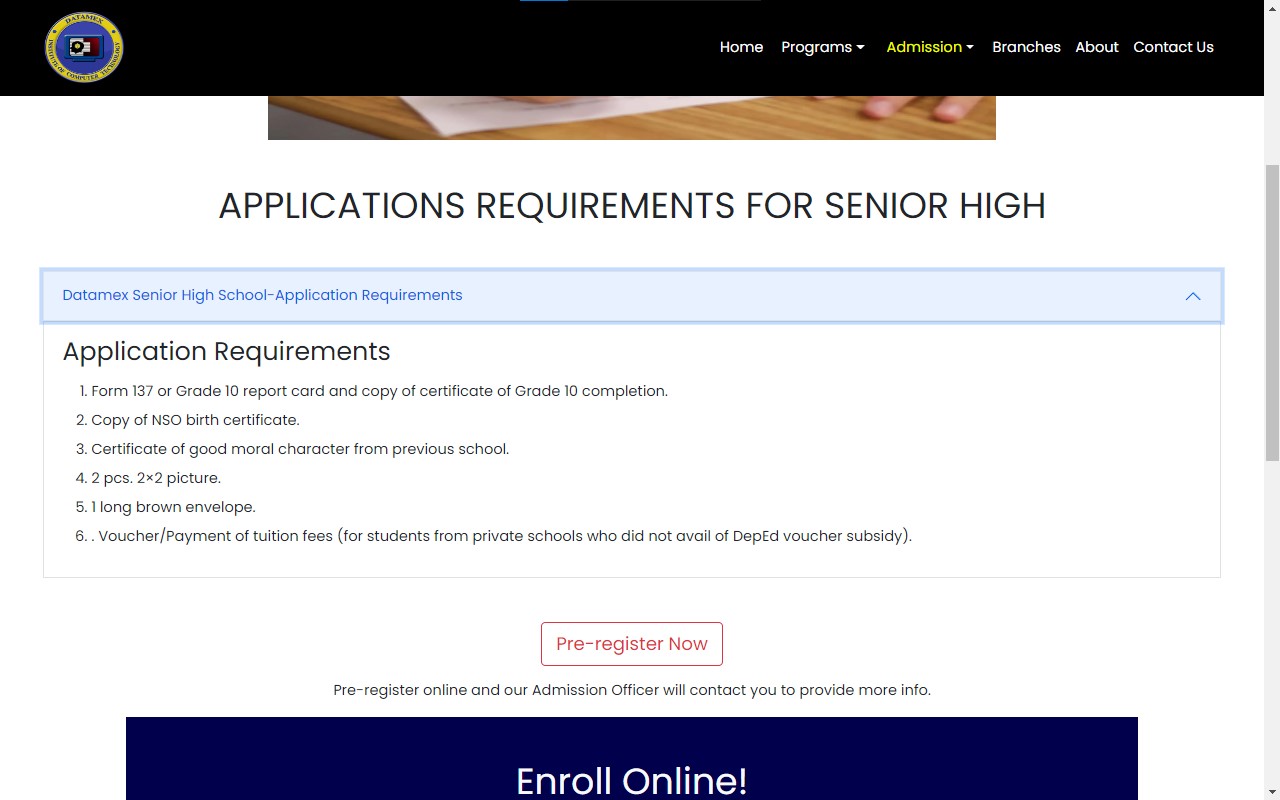 DATAMEX
INSTITUTE OF COMPUTER TECHNOLOGY
Home Programs Admission Branches About Contact Us
APPLICATIONS REQUIREMENTS FOR SENIOR HIGH
Datamex Senior High School-Application Requirements
Application Requirements
1. Form 137 or Grade 10 report card and copy of certificate of Grade 10 completion.
2. Copy of NSO birth certificate.
3. Certificate of good moral character from previous school.
4. 2 pcs. 2×2 picture.
5. 1 long brown envelope.
6. . Voucher/Payment of tuition fees (for students from private schools who did not avail of DepEd voucher subsidy).
Pre-register Now
Pre-register online and our Admission Officer will contact you to provide more info.
Enroll Online!